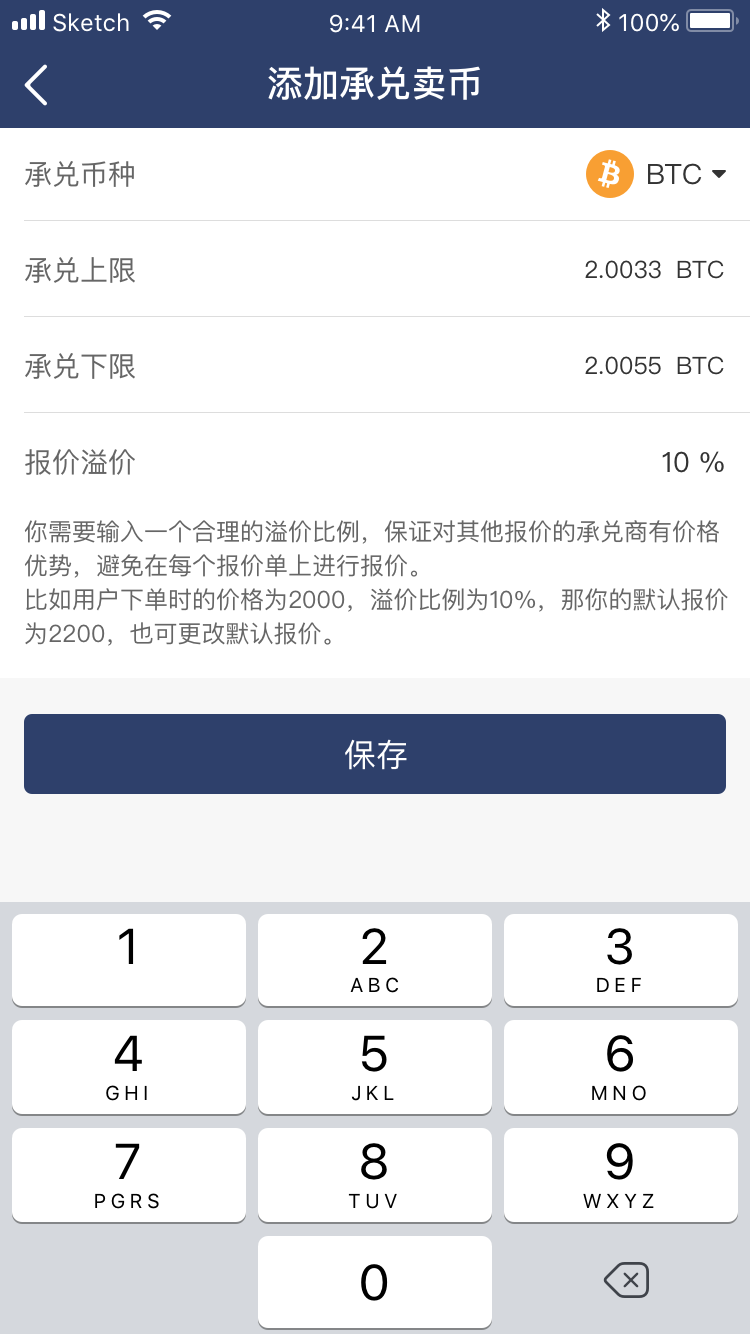 Sketch 9:41 AM 100%
添加承兑卖币
承兑币种 BTC
承兑上限 2.0033 BTC
承兑下限 2.0055 BTC
报价溢价 10 %
你需要输入一个合理的溢价比例，保证对其他报价的承兑商有价格
优势，避免在每个报价单上进行报价。
比如用户下单时的价格为2000，溢价比例为10%，那你的默认报价
为2200，也可更改默认报价。
保存
1 2 3
ABC DEF
4 5 6
GHI JKL MNO
7 8 9
PGRS TUV WXYZ
0